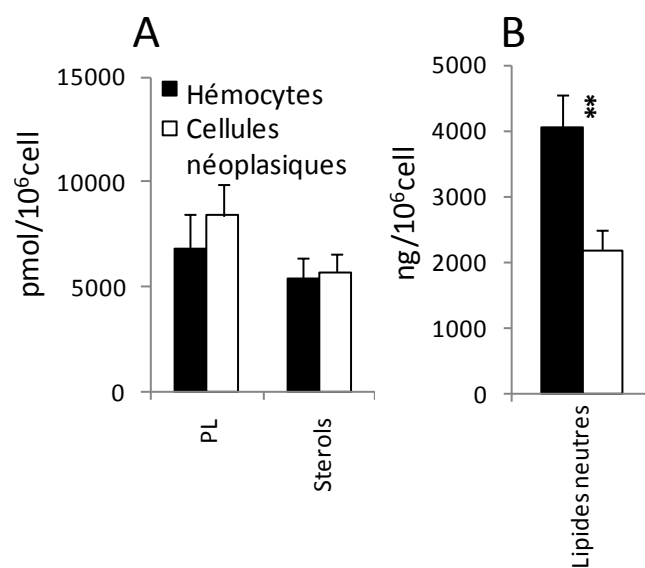 A
15000
10000
5000
0
pmol/10⁶cell
Hémocytes
Cellules
néoplasiques
PL
Sterols
B
5000
4000
3000
2000
1000
0
ng/10⁶cell
**
Lipides neutres